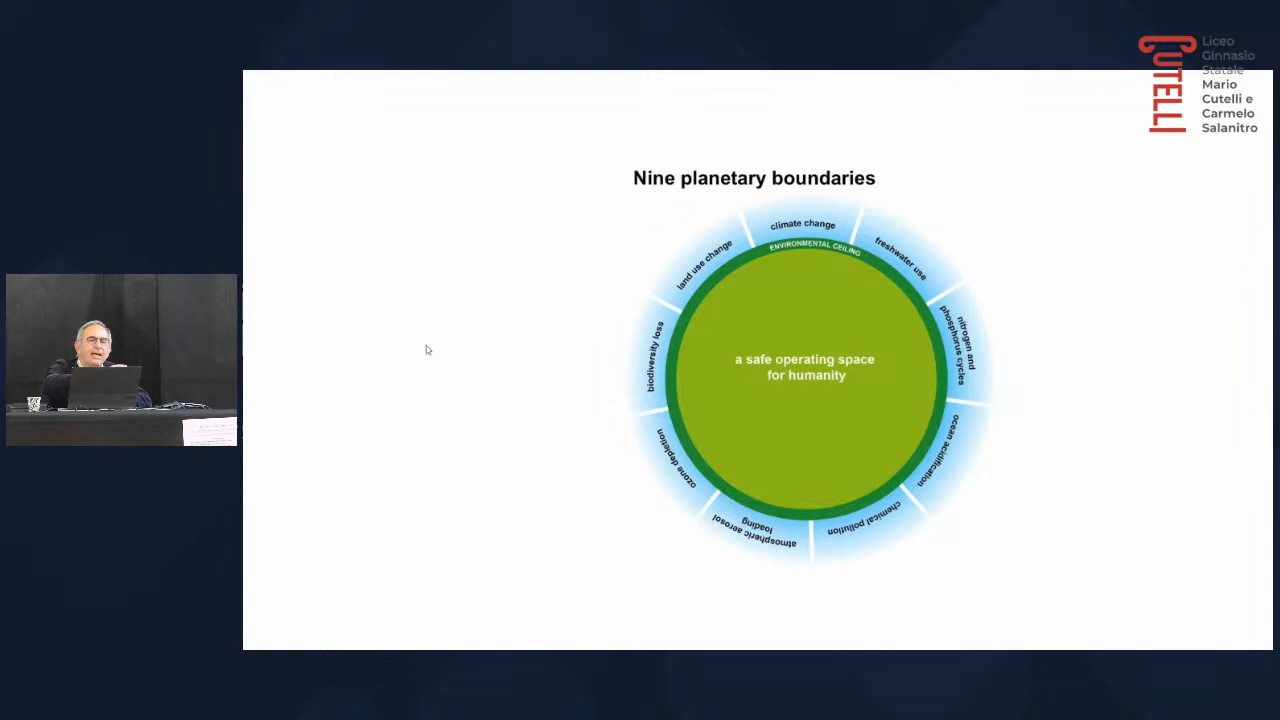 CUTELLI
Liceo
Ginnasio
Statale
Mario
Cutelli e
Carmelo
Salanitro
Nine planetary boundaries
climate change
ENVIRONMENTAL CEILING
freshwater use
nitrogen and
phosphorus cycles
ocean acidification
chemical pollution
atmospheric aerosol
loading
ozone depletion
biodiversity loss
land use change
a safe operating space
for humanity